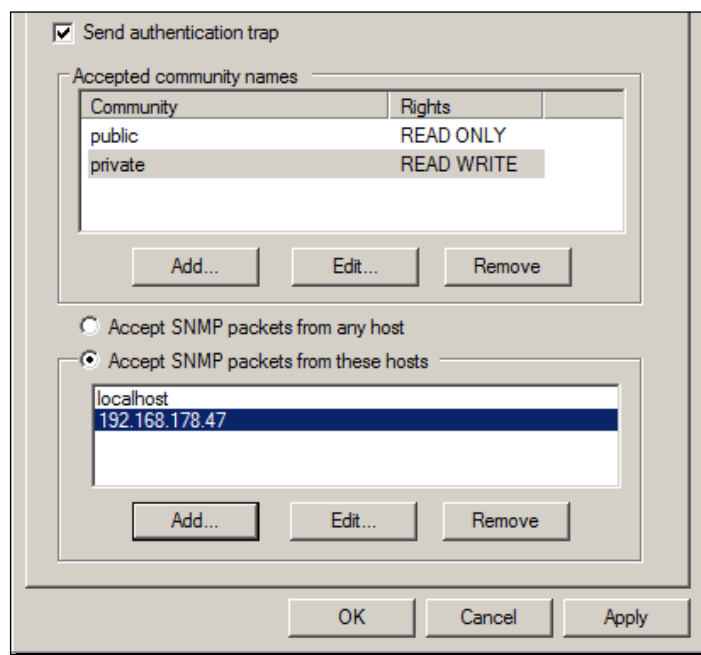 Send authentication trap
Accepted community names
Community Rights
public READ ONLY
private READ WRITE
Add... Edit... Remove
Accept SNMP packets from any host
Accept SNMP packets from these hosts
localhost
192.168.178.47
Add... Edit... Remove
OK Cancel Apply